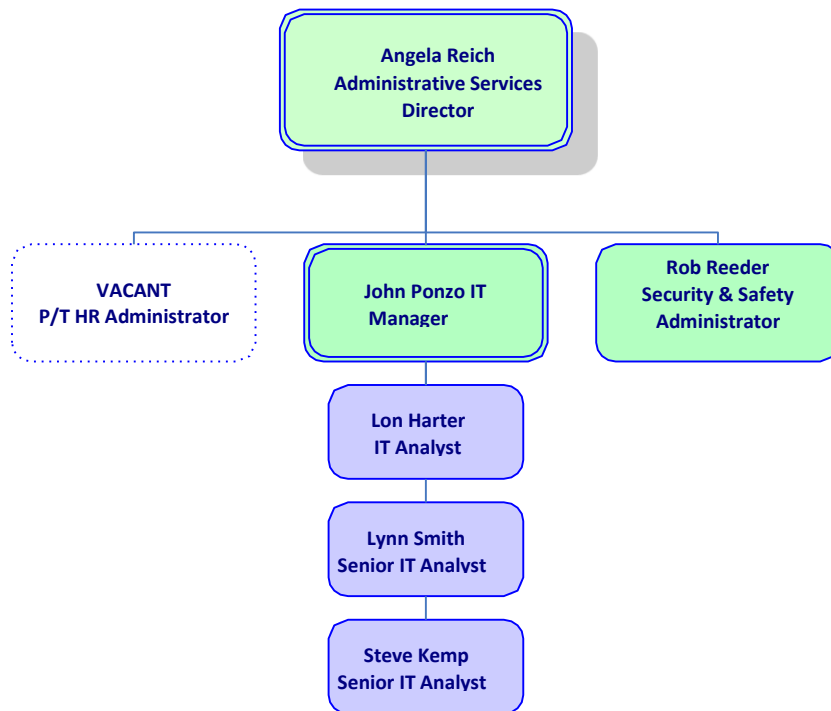 Angela Reich
Administrative Services
Director
VACANT
P/T HR Administrator
John Ponzo IT
Manager
Rob Reeder
Security & Safety
Administrator
Lon Harter
IT Analyst
Lynn Smith
Senior IT Analyst
Steve Kemp
Senior IT Analyst